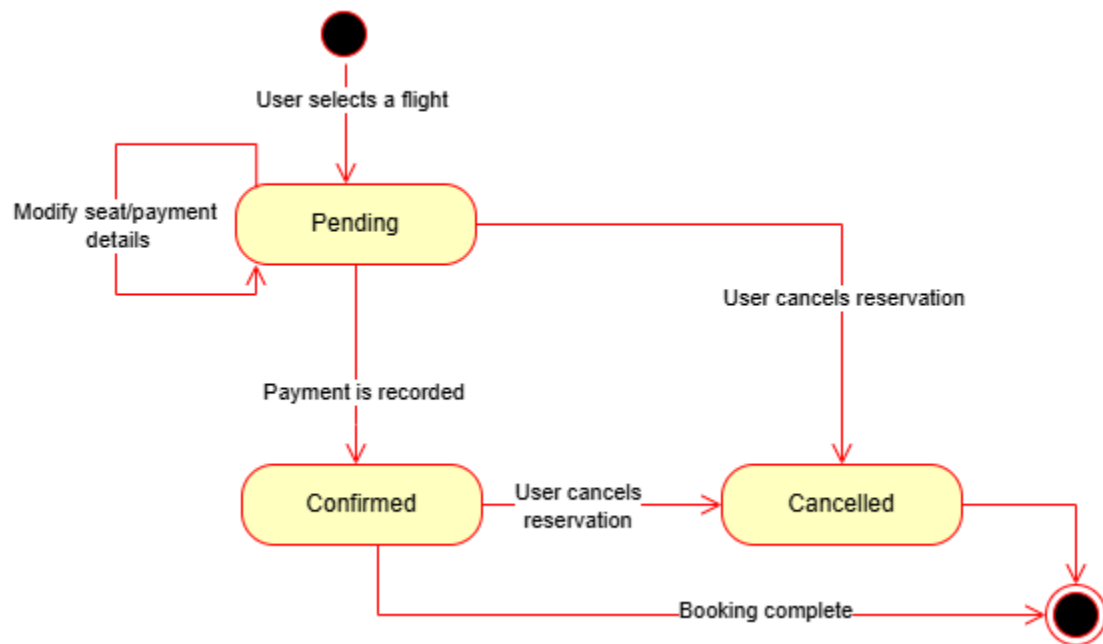 User selects a flight
Modify seat/payment
details
Pending
User cancels reservation
Payment is recorded
Confirmed
User cancels
reservation
Cancelled
Booking complete